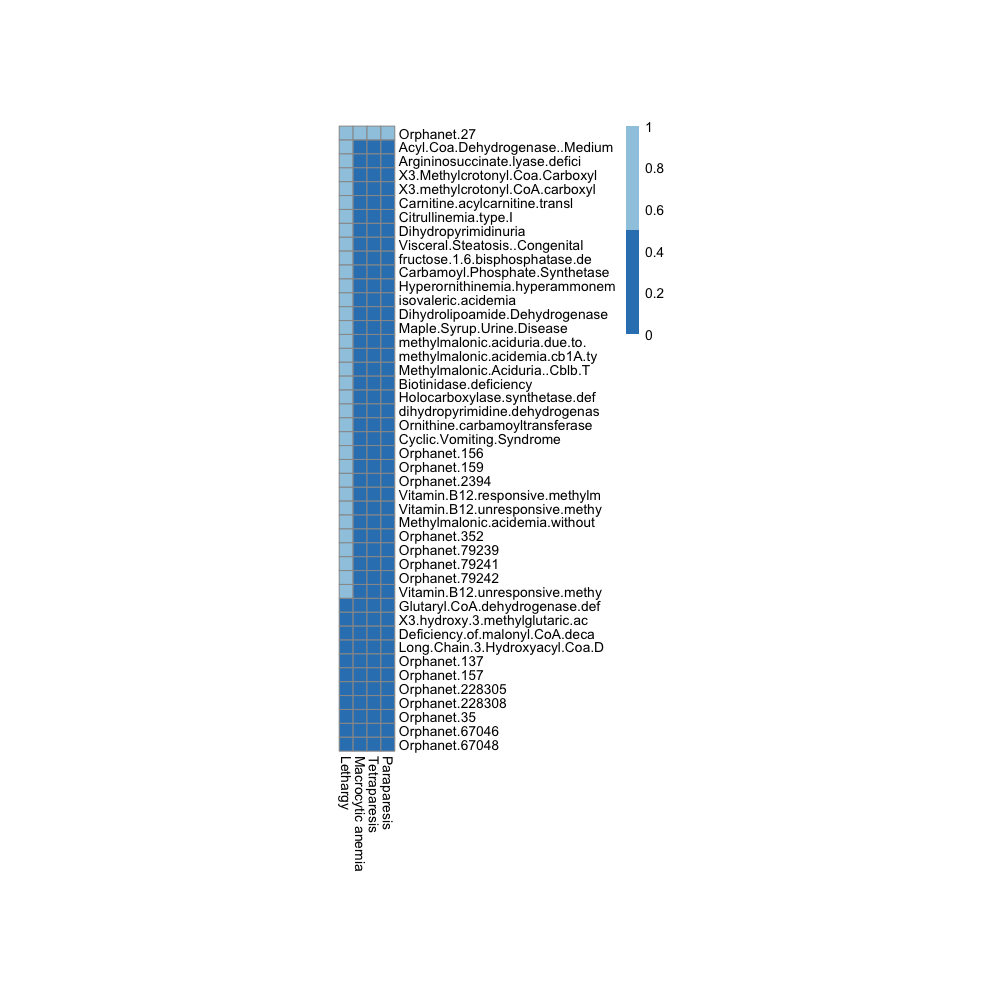 Orphanet.27
Acyl.Coa.Dehydrogenase..Medium
Argininosuccinate.lyase.defici
X3.Methylcrotonyl.Coa.Carboxyl
X3.methylcrotonyl.CoA.carboxyl
Carnitine.acylcarnitine.transl
Citrullinemia.type.I
Dihydropyrimidinuria
Visceral.Steatosis..Congenital
fructose.1.6.bisphosphatase.de
Carbamoyl.Phosphate.Synthetase
Hyperornithinemia.hyperammonem
isovaleric.acidemia
Dihydrolipoamide.Dehydrogenase
Maple.Syrup.Urine.Disease
methylmalonic.aciduria.due.to.
methylmalonic.acidemia.cb1A.ty
Methylmalonic.Aciduria..Cblb.T
Biotinidase.deficiency
Holocarboxylase.synthetase.def
dihydropyrimidine.dehydrogenas
Ornithine.carbamoyltransferase
Cyclic.Vomiting.Syndrome
Orphanet.156
Orphanet.159
Orphanet.2394
Vitamin.B12.responsive.methylm
Vitamin.B12.unresponsive.methy
Methylmalonic.acidemia.without
Orphanet.352
Orphanet.79239
Orphanet.79241
Orphanet.79242
Vitamin.B12.unresponsive.methy
Glutaryl.CoA.dehydrogenase.def
X3.hydroxy.3.methylglutaric.ac
Deficiency.of.malonyl.CoA.deca
Long.Chain.3.Hydroxyacyl.Coa.D
Orphanet.137
Orphanet.157
Orphanet.228305
Orphanet.228308
Orphanet.35
Orphanet.67046
Orphanet.67048
Lethargy
Macrocytic anemia
Tetraparesis
Paraparesis
1
0.8
0.6
0.4
0.2
0